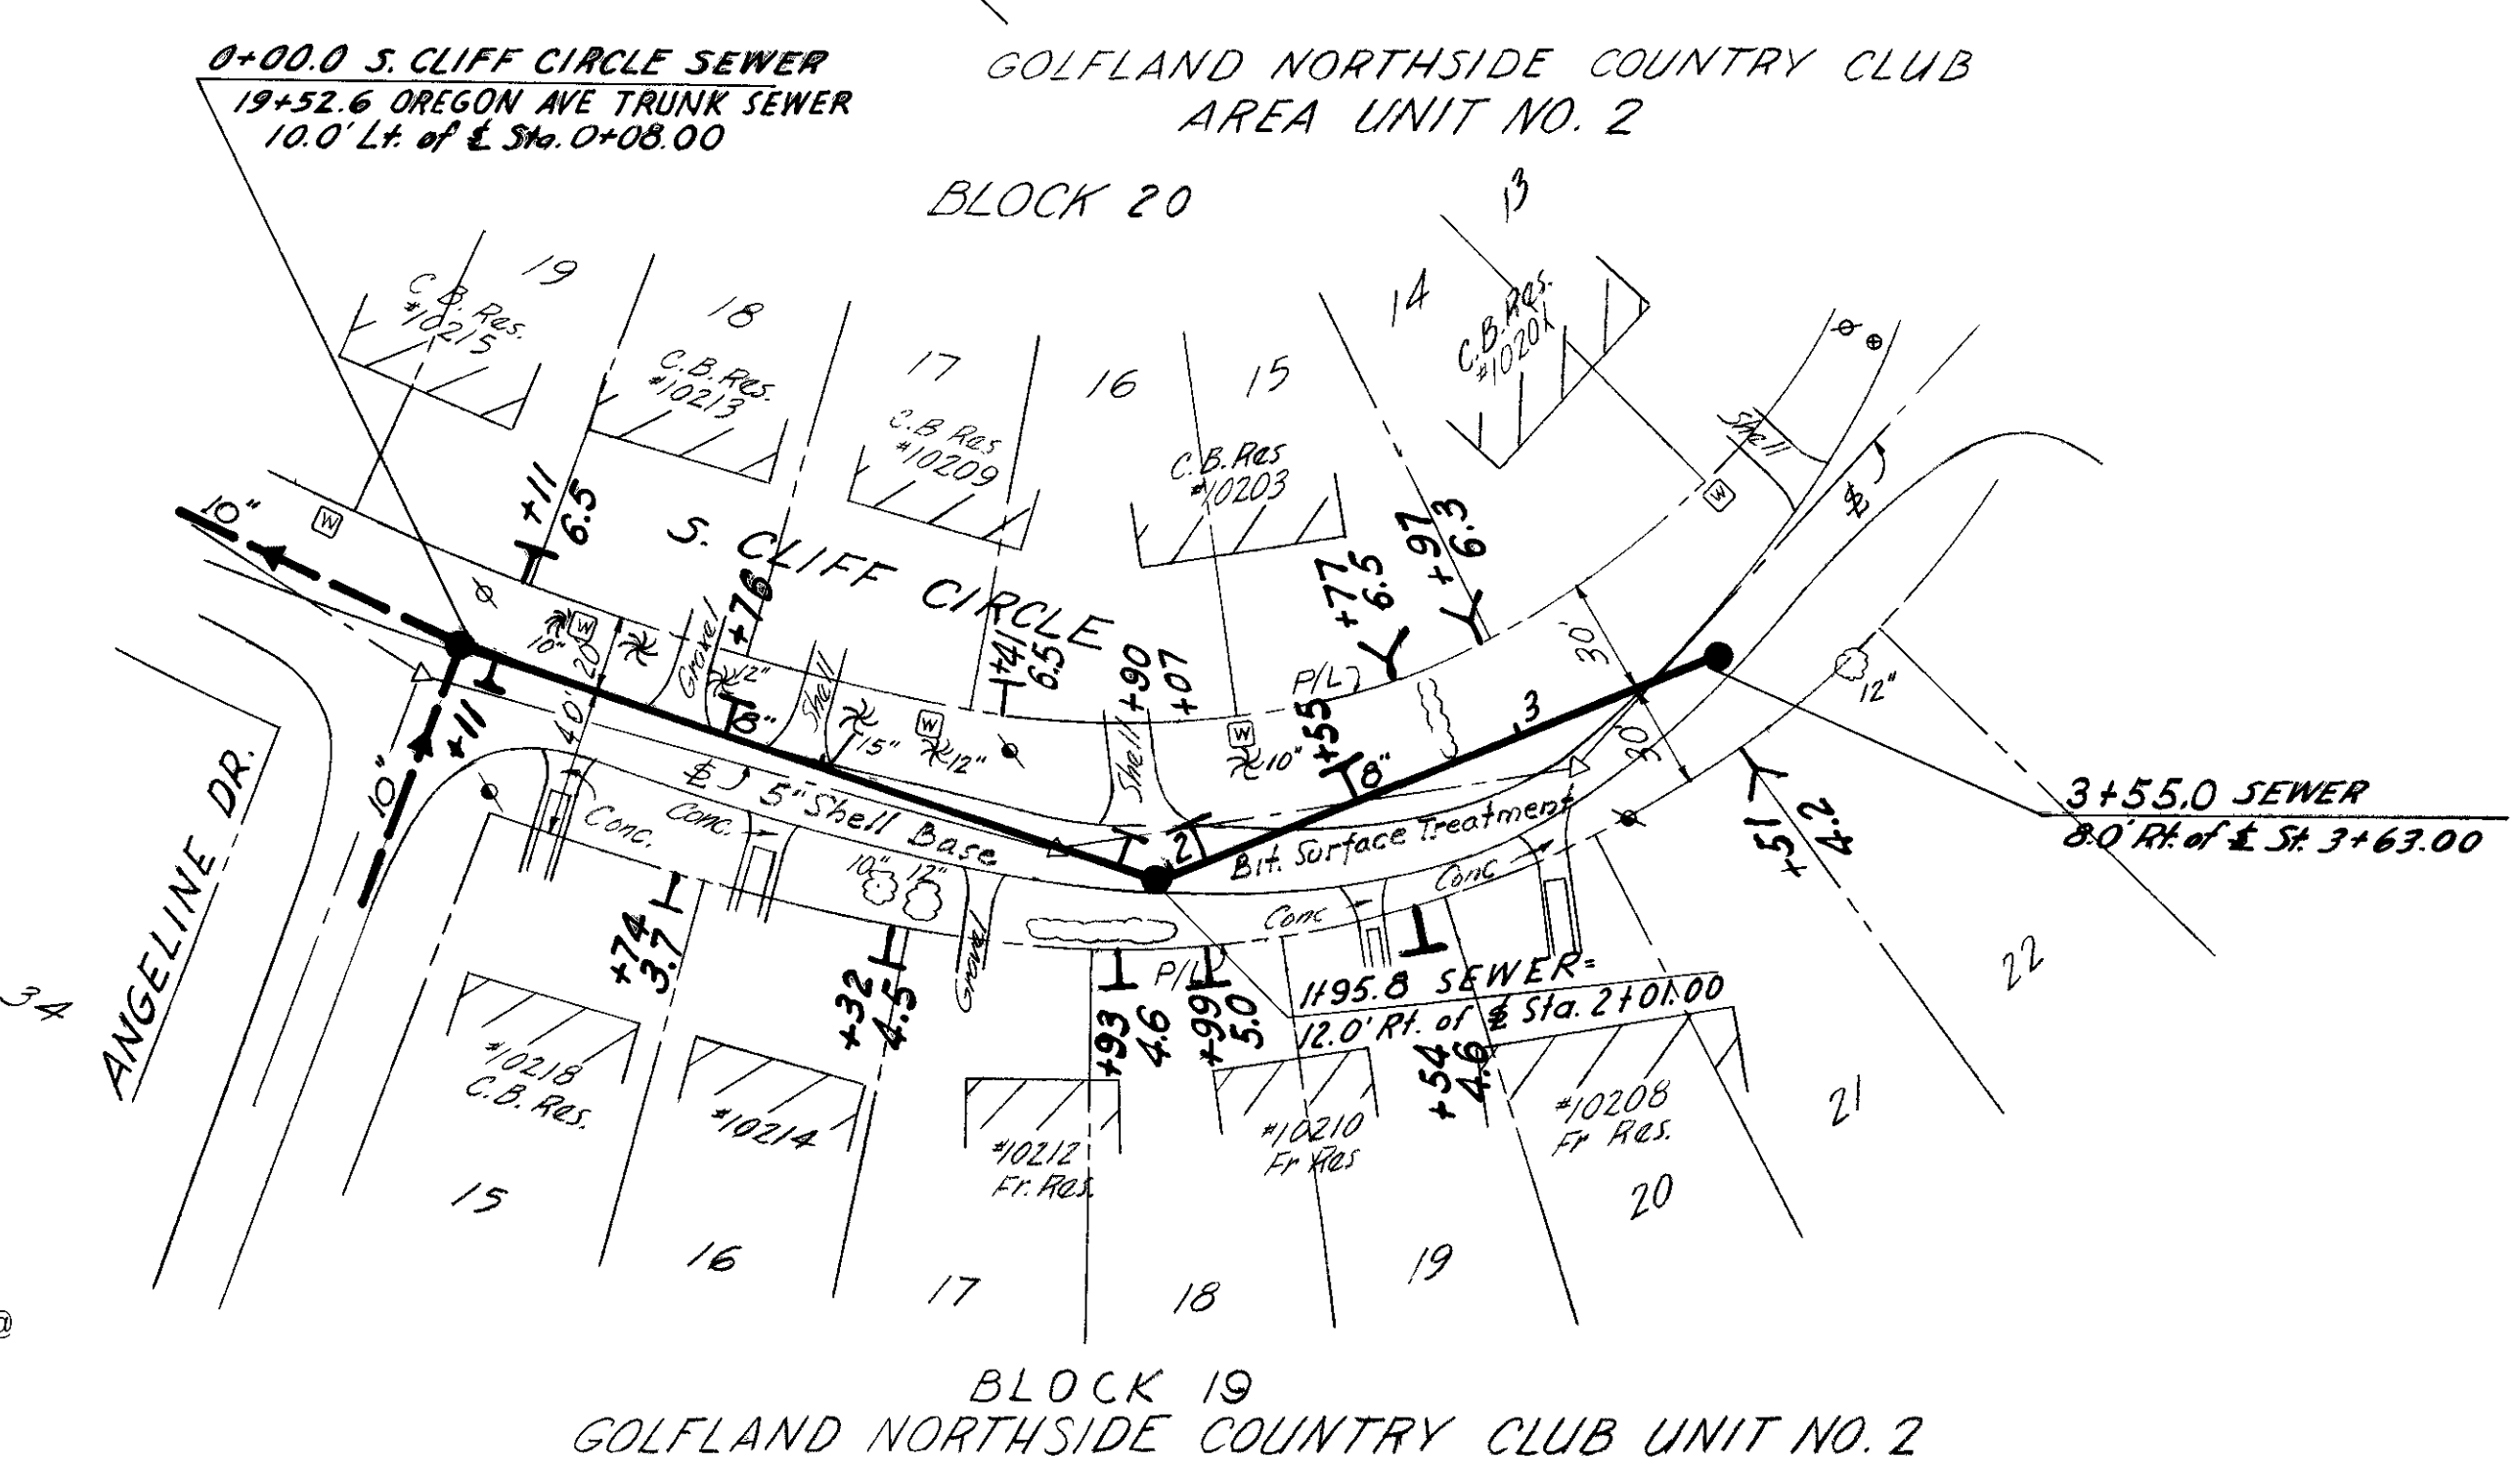 0+00.0 S. CLIFF CIRCLE SEWER
19+52.6 OREGON AVE TRUNK SEWER
10.0' Lt. of ℄ Sta. 0+08.00
GOLFLAND NORTHSIDE COUNTRY CLUB
AREA UNIT NO. 2
BLOCK 20
13
14
15
16
17
18
19
C.B. Res.
#10215
C.B. Res.
#10213
C.B Res
#10209
C.B. Res
#10203
C.B. Res.
#10201
Shell
℄
10"
W
+11
6.5
S. CLIFF CIRCLE
10"
W
20'
40'
Gravel
+76
12"
8"
Shell
15"
W
12"
+41
6.5
Shell
+90
+07
W
10"
P/L
+77
6.5
+97
6.3
W
30'
30'
12"
+55
8"
3
2
+11
10"
ANGELINE DR.
Conc.
Conc.
℄
5" Shell Base
Bit. Surface Treatment
10"
12"
Gravel
Conc
Conc
P/L
3+55.0 SEWER
8.0' Rt. of ℄ St. 3+63.00
+51
4.2
+74
3.7
+32
4.5
+93
4.6
+99
5.0
1+95.8 SEWER=
12.0' Rt. of ℄ Sta. 2+01.00
+54
4.6
34
#10218
C.B. Res.
#10214
#10212
Fr. Res.
#10210
Fr Res
#10208
Fr Res.
15
16
17
18
19
20
21
22
@
BLOCK 19
GOLFLAND NORTHSIDE COUNTRY CLUB UNIT NO. 2